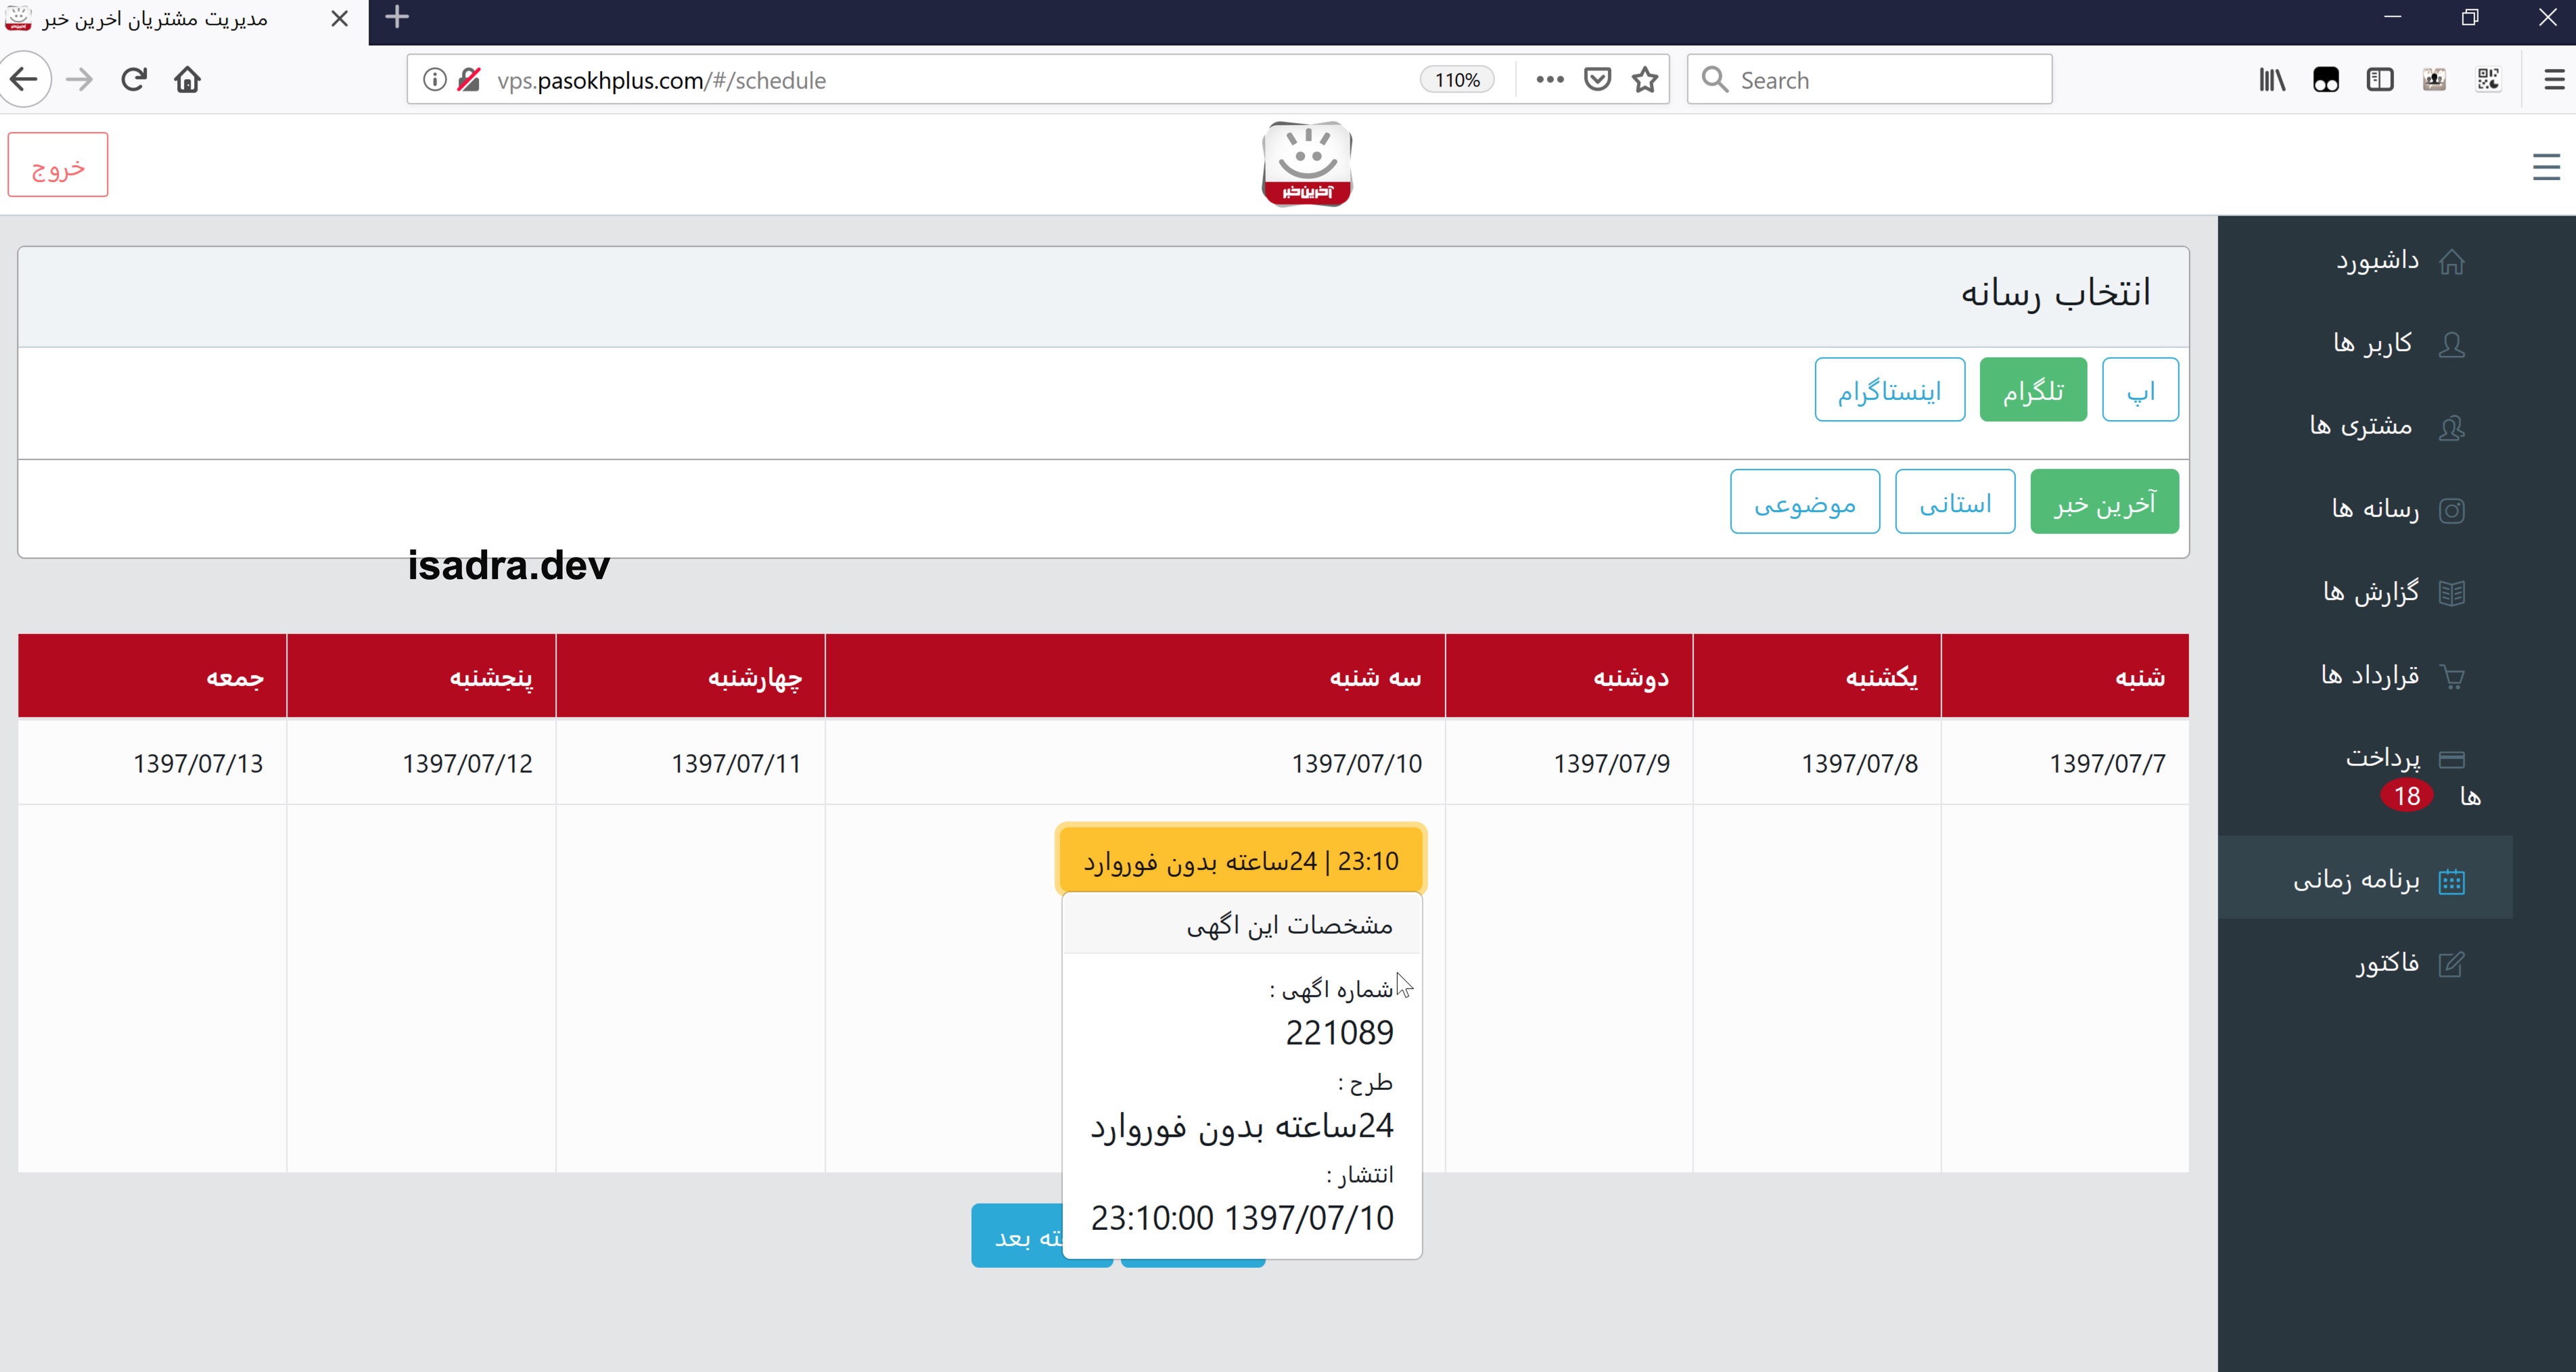 مدیریت مشتریان اخرین خبر
vps.pasokhplus.com/#/schedule
110%
Search
خروج
آخرین خبر
داشبورد
کاربر ها
مشتری ها
رسانه ها
گزارش ها
قرارداد ها
پرداخت
ها 18
برنامه زمانی
فاکتور
انتخاب رسانه
اپ تلگرام اینستاگرام
آخرین خبر استانی موضوعی
isadra.dev
شنبه یکشنبه دوشنبه سه شنبه چهارشنبه پنجشنبه جمعه
1397/07/7 1397/07/8 1397/07/9 1397/07/10 1397/07/11 1397/07/12 1397/07/13
23:10 | 24ساعته بدون فوروارد
مشخصات این اگهی
شماره اگهی :
221089
طرح :
24ساعته بدون فوروارد
انتشار :
23:10:00 1397/07/10
بعد